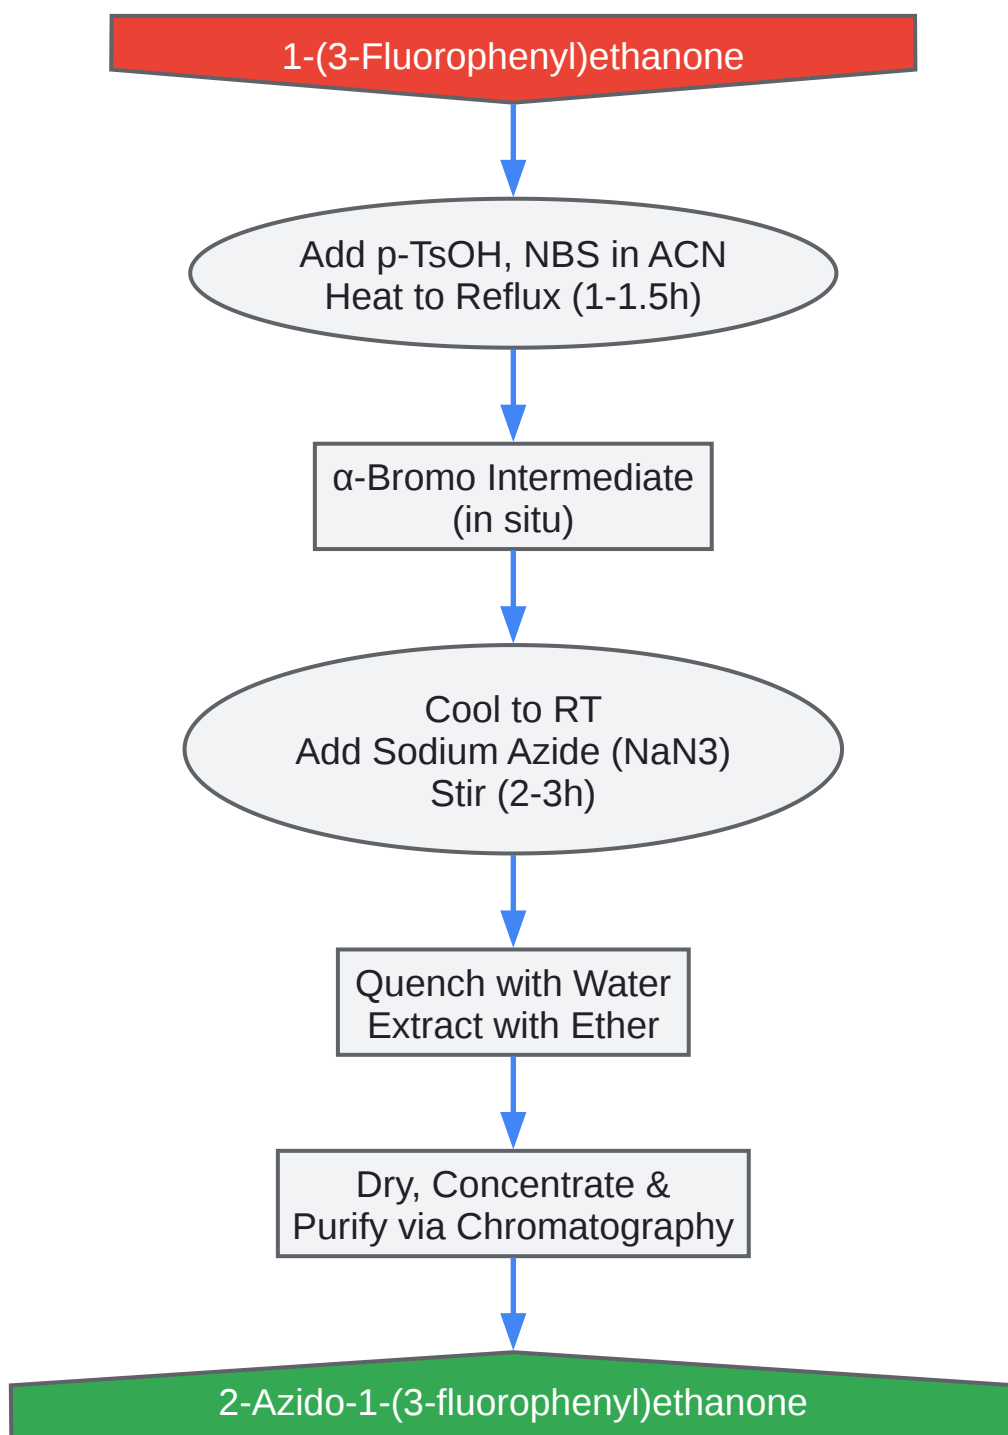 1-(3-Fluorophenyl)ethanone
Add p-TsOH, NBS in ACN
Heat to Reflux (1-1.5h)
α-Bromo Intermediate
(in situ)
Cool to RT
Add Sodium Azide (NaN3)
Stir (2-3h)
Quench with Water
Extract with Ether
Dry, Concentrate &
Purify via Chromatography
2-Azido-1-(3-fluorophenyl)ethanone